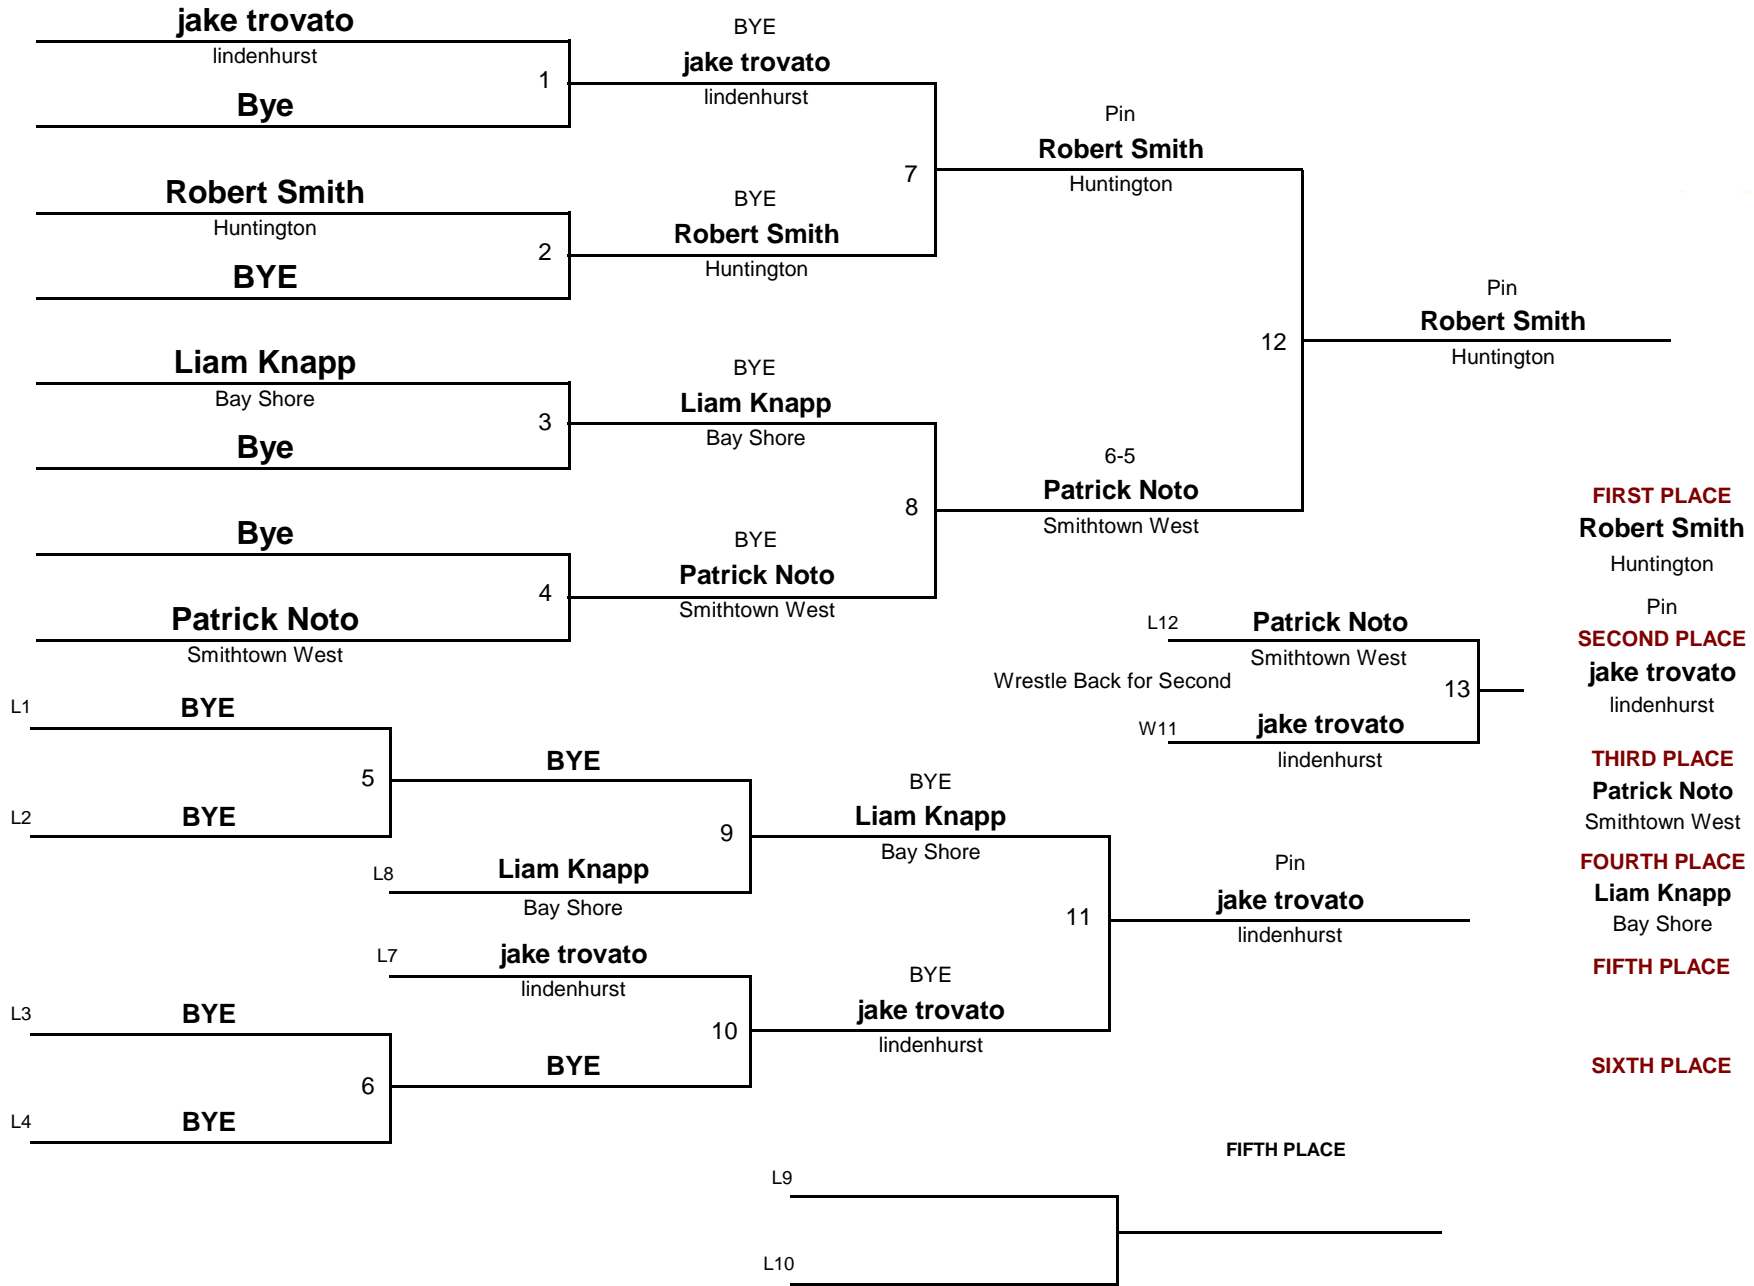 jake trovato
lindenhurst
1
Bye
BYE
jake trovato
lindenhurst
Robert Smith
Huntington
2
BYE
BYE
Robert Smith
Huntington
7
Pin
Robert Smith
Huntington
Liam Knapp
Bay Shore
3
Bye
BYE
Liam Knapp
Bay Shore
Bye
4
Patrick Noto
Smithtown West
BYE
Patrick Noto
Smithtown West
8
6-5
Patrick Noto
Smithtown West
12
Pin
Robert Smith
Huntington
L12
Patrick Noto
Smithtown West
Wrestle Back for Second
13
W11
jake trovato
lindenhurst
FIRST PLACE
Robert Smith
Huntington
Pin
SECOND PLACE
jake trovato
lindenhurst
THIRD PLACE
Patrick Noto
Smithtown West
FOURTH PLACE
Liam Knapp
Bay Shore
FIFTH PLACE
SIXTH PLACE
L1
BYE
5
L2
BYE
BYE
9
L8
Liam Knapp
Bay Shore
BYE
Liam Knapp
Bay Shore
L7
jake trovato
lindenhurst
L3
BYE
10
6
BYE
L4
BYE
BYE
jake trovato
lindenhurst
11
Pin
jake trovato
lindenhurst
FIFTH PLACE
L9
L10